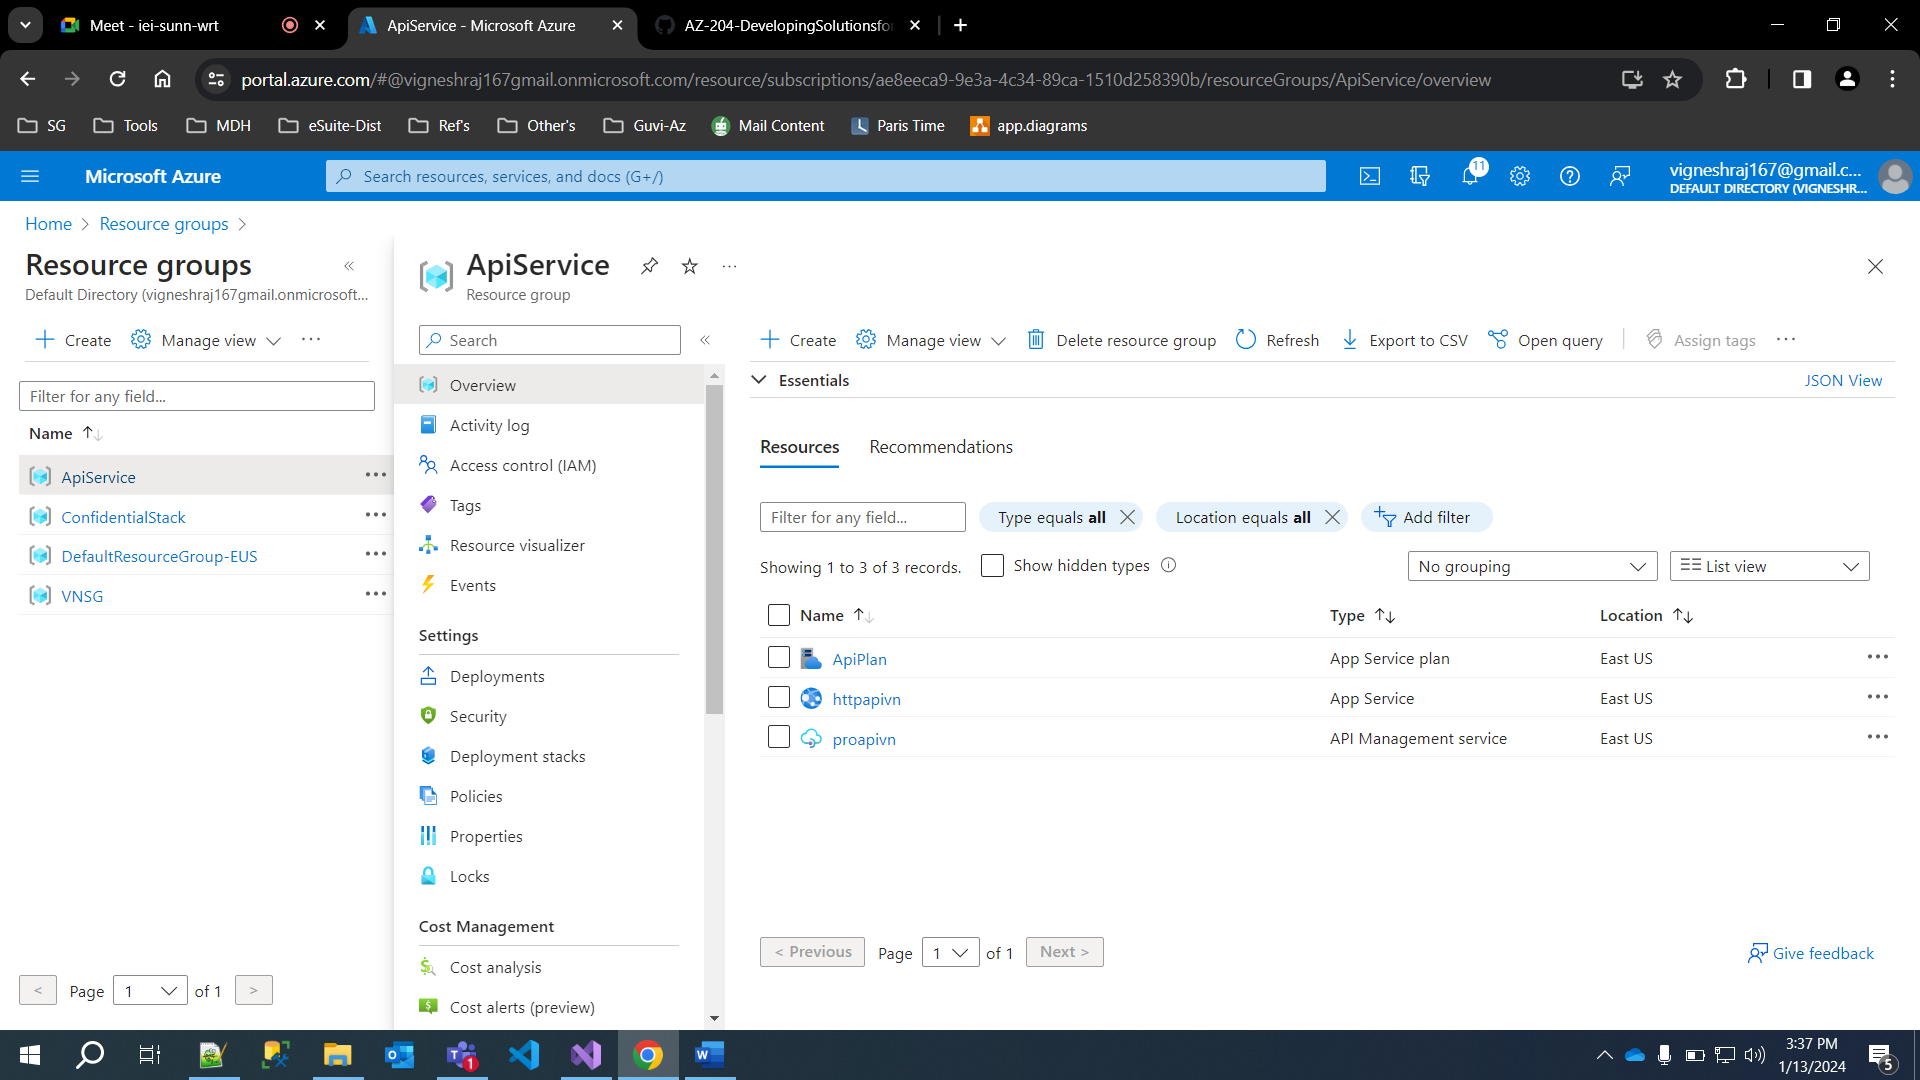 Meet - iei-sunn-wrt
ApiService - Microsoft Azure
AZ-204-DevelopingSolutionsfo
portal.azure.com/#@vigneshraj167gmail.onmicrosoft.com/resource/subscriptions/ae8eeca9-9e3a-4c34-89ca-1510d258390b/resourceGroups/ApiService/overview
SG Tools MDH eSuite-Dist Ref's Other's Guvi-Az Mail Content Paris Time app.diagrams
Microsoft Azure
Search resources, services, and docs (G+/)
11
vigneshraj167@gmail.c...
DEFAULT DIRECTORY (VIGNESHR...
Home > Resource groups >
Resource groups
Default Directory (vigneshraj167gmail.onmicrosoft...
Create Manage view ...
Filter for any field...
Name
ApiService
ConfidentialStack
DefaultResourceGroup-EUS
VNSG
< Page 1 of 1 >
ApiService
Resource group
Search
Overview
Activity log
Access control (IAM)
Tags
Resource visualizer
Events
Settings
Deployments
Security
Deployment stacks
Policies
Properties
Locks
Cost Management
Cost analysis
Cost alerts (preview)
Create Manage view Delete resource group Refresh Export to CSV Open query Assign tags ...
Essentials
JSON View
Resources Recommendations
Filter for any field...
Type equals all
Location equals all
Add filter
Showing 1 to 3 of 3 records.
Show hidden types
No grouping
List view
Name Type Location
ApiPlan App Service plan East US
httpapivn App Service East US
proapivn API Management service East US
< Previous Page 1 of 1 Next >
Give feedback
1
3:37 PM
1/13/2024
5